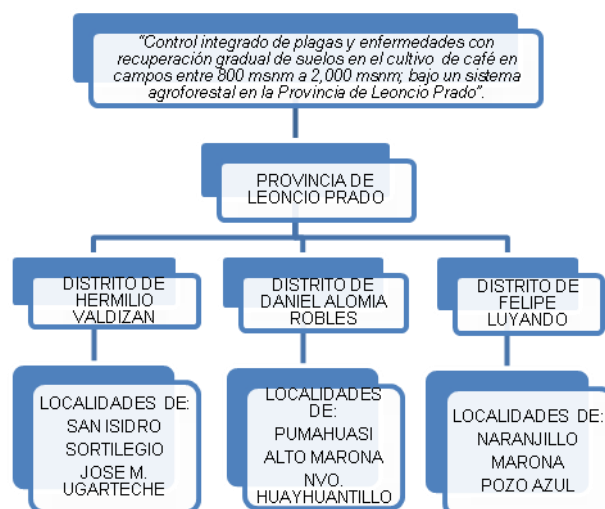 "Control integrado de plagas y enfermedades con
recuperación gradual de suelos en el cultivo de café en
campos entre 800 msnm a 2,000 msnm; bajo un sistema
agroforestal en la Provincia de Leoncio Prado".
PROVINCIA DE
LEONCIO PRADO
DISTRITO DE
HERMILIO
VALDIZAN
DISTRITO DE
DANIEL ALOMIA
ROBLES
DISTRITO DE
FELIPE
LUYANDO
LOCALIDADES DE:
SAN ISIDRO
SORTILEGIO
JOSE M.
UGARTECHE
LOCALIDADES
DE:
PUMAHUASI
ALTO MARONA
NVO.
HUAYHUANTILLO
LOCALIDADES DE:
NARANJILLO
MARONA
POZO AZUL